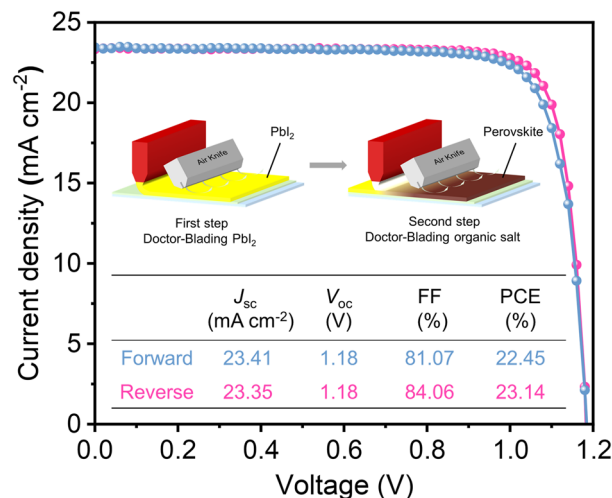 25
20
15
10
5
0
Current density (mA cm⁻²)
PbI₂
Air Knife
First step
Doctor-Blading PbI₂
Perovskite
Air Knife
Second step
Doctor-Blading organic salt
Jsc Voc FF PCE
(mA cm⁻²) (V) (%) (%)
Forward 23.41 1.18 81.07 22.45
Reverse 23.35 1.18 84.06 23.14
0.0 0.2 0.4 0.6 0.8 1.0 1.2
Voltage (V)